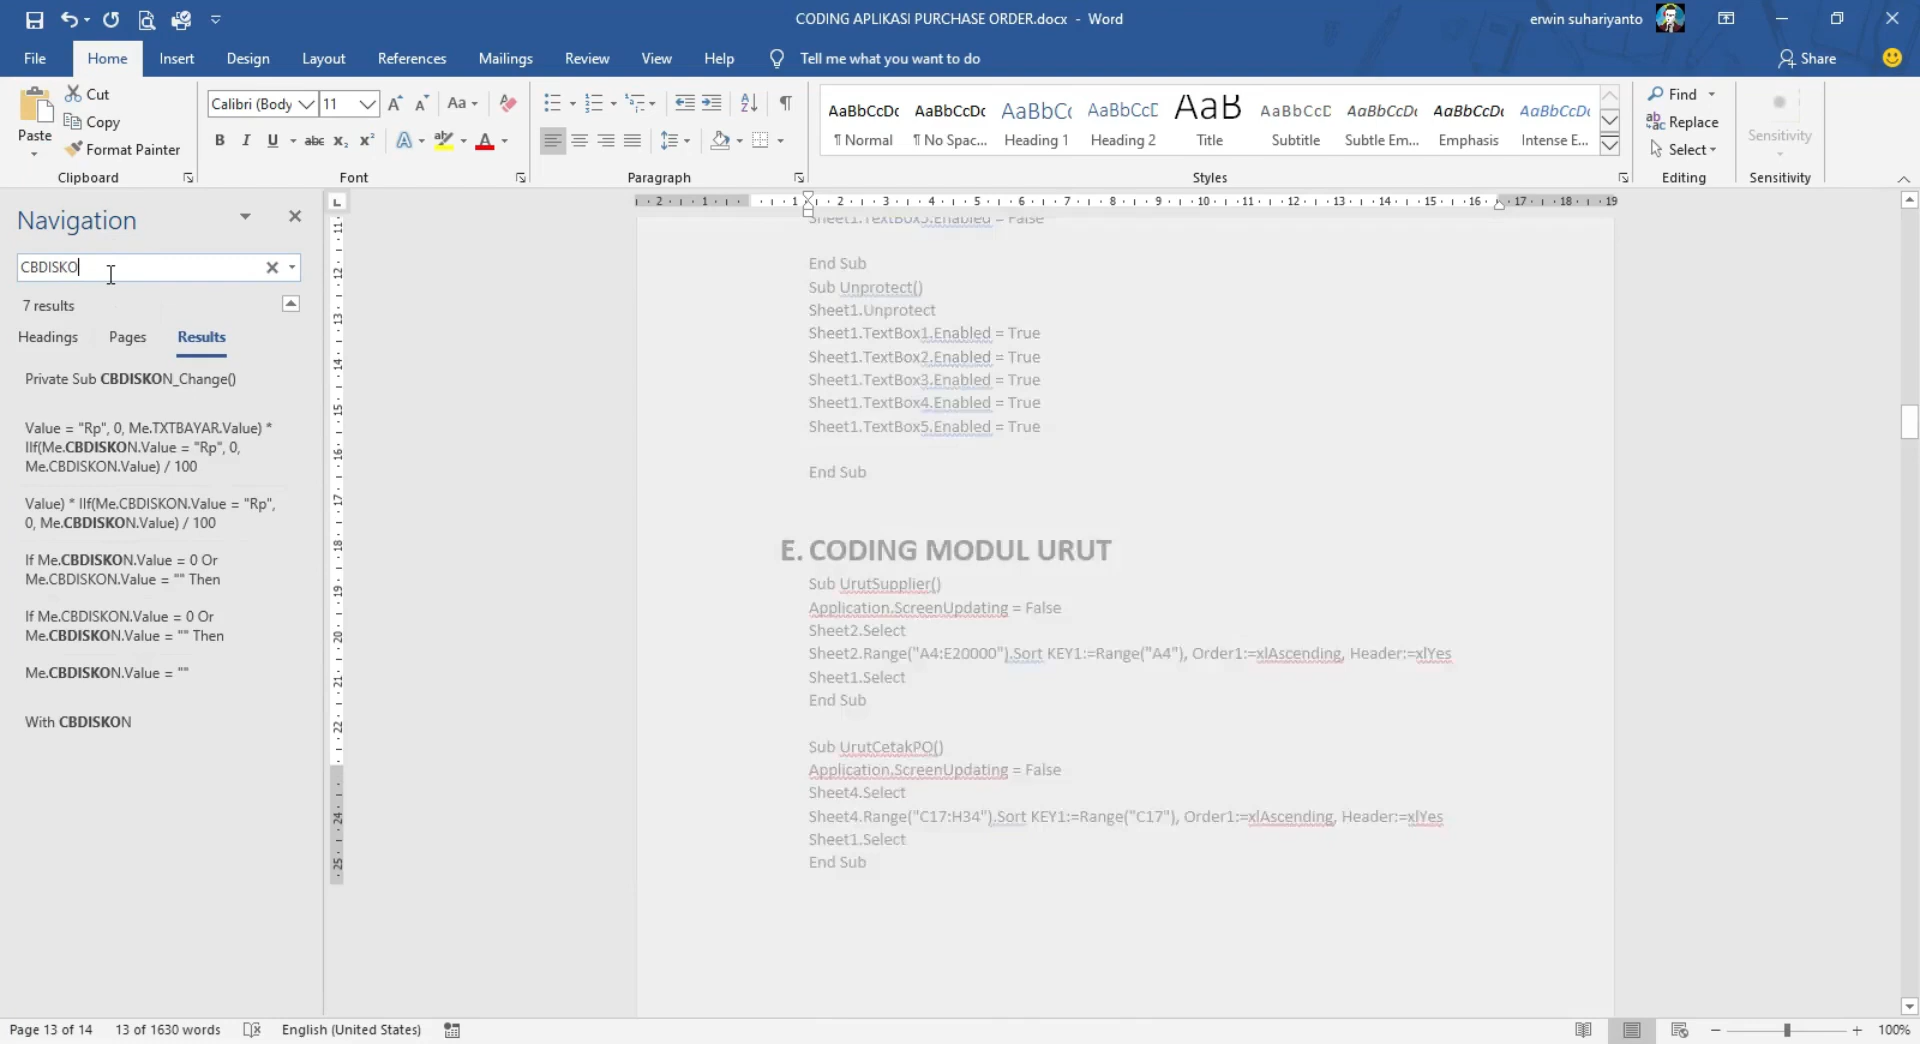 CODING APLIKASI PURCHASE ORDER.docx - Word
erwin suhariyanto
File
Home
Insert
Design
Layout
References
Mailings
Review
View
Help
Tell me what you want to do
Share
Paste
Cut
Copy
Format Painter
Clipboard
Calibri (Body
11
Font
Paragraph
AaBbCcDc
¶ Normal
AaBbCcDc
¶ No Spac...
AaBbCc
Heading 1
AaBbCcD
Heading 2
AaB
Title
AaBbCcD
Subtitle
AaBbCcDc
Subtle Em...
AaBbCcDc
Emphasis
AaBbCcDc
Intense E...
Styles
Find
Replace
Select
Editing
Sensitivity
Sensitivity
Navigation
CBDISKO
7 results
Headings
Pages
Results
Private Sub CBDISKON_Change()
Value = "Rp", 0, Me.TXTBAYAR.Value) *
IIf(Me.CBDISKON.Value = "Rp", 0,
Me.CBDISKON.Value) / 100
Value) * IIf(Me.CBDISKON.Value = "Rp",
0, Me.CBDISKON.Value) / 100
If Me.CBDISKON.Value = 0 Or
Me.CBDISKON.Value = "" Then
If Me.CBDISKON.Value = 0 Or
Me.CBDISKON.Value = "" Then
Me.CBDISKON.Value = ""
With CBDISKON
Sheet1.TextBox5.Enabled = False
End Sub
Sub Unprotect()
Sheet1.Unprotect
Sheet1.TextBox1.Enabled = True
Sheet1.TextBox2.Enabled = True
Sheet1.TextBox3.Enabled = True
Sheet1.TextBox4.Enabled = True
Sheet1.TextBox5.Enabled = True
End Sub
E. CODING MODUL URUT
Sub UrutSupplier()
Application.ScreenUpdating = False
Sheet2.Select
Sheet2.Range("A4:E20000").Sort KEY1:=Range("A4"), Order1:=xlAscending, Header:=xlYes
Sheet1.Select
End Sub
Sub UrutCetakPO()
Application.ScreenUpdating = False
Sheet4.Select
Sheet4.Range("C17:H34").Sort KEY1:=Range("C17"), Order1:=xlAscending, Header:=xlYes
Sheet1.Select
End Sub
Page 13 of 14
13 of 1630 words
English (United States)
100%